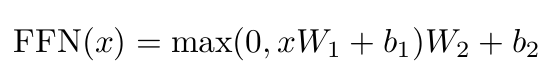 FFN(x) = max(0, xW₁ + b₁)W₂ + b₂